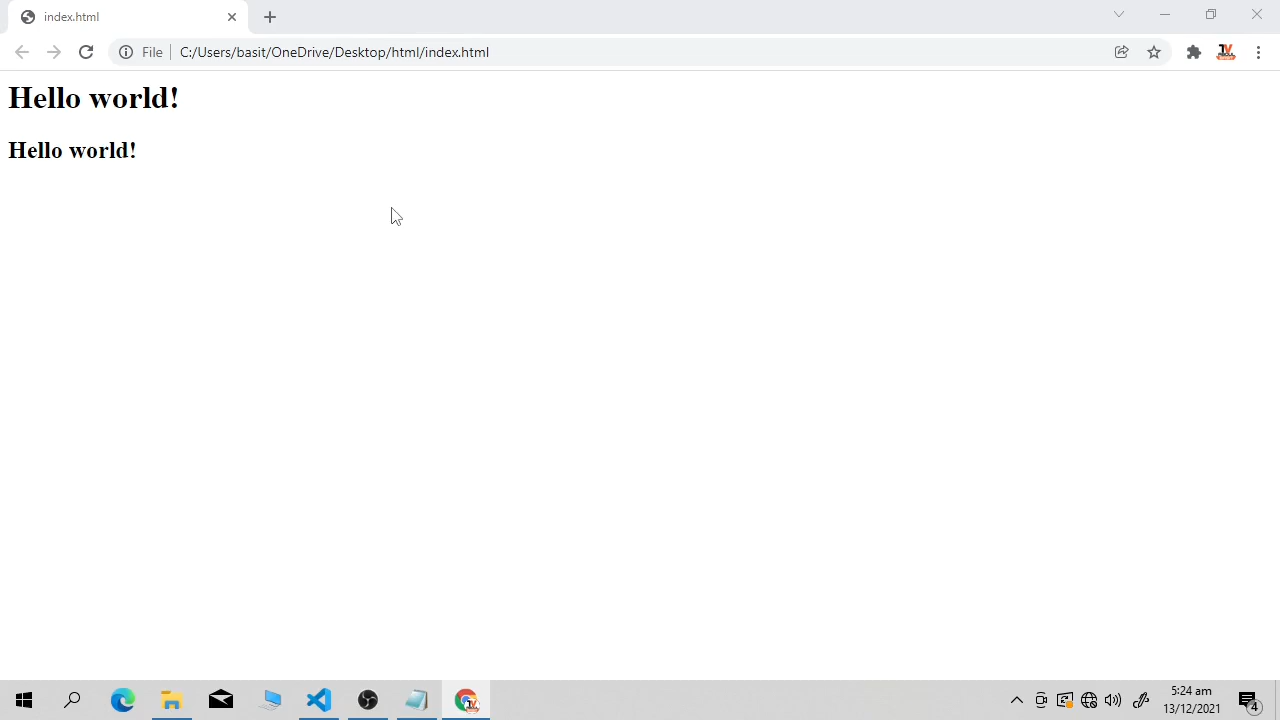 index.html
File
C:/Users/basit/OneDrive/Desktop/html/index.html
Hello world!
Hello world!
5:24 am
13/12/2021
4